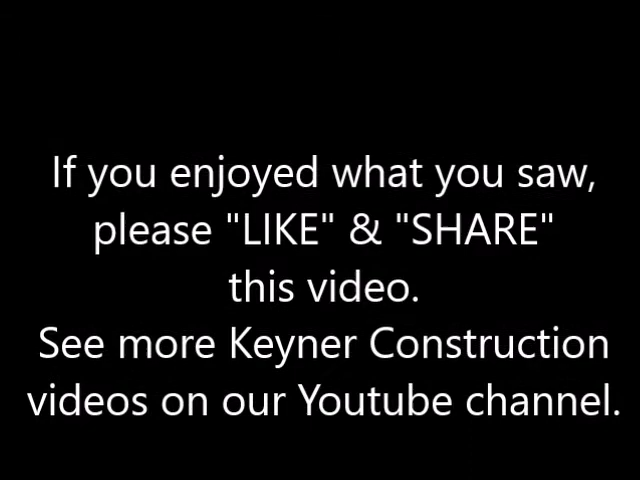 If you enjoyed what you saw,
please "LIKE" & "SHARE"
this video.
See more Keyner Construction
videos on our Youtube channel.